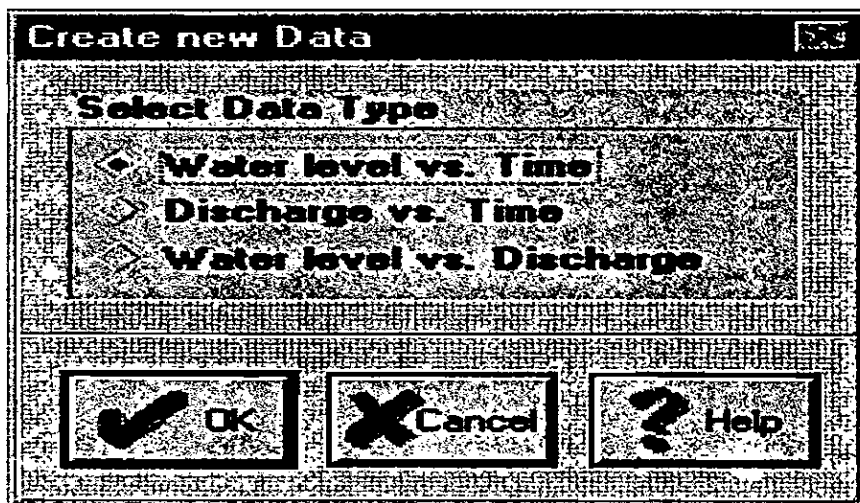 Create new Data
Select Data Type
Water level vs. Time
Discharge vs. Time
Water level vs. Discharge
OK Cancel Help